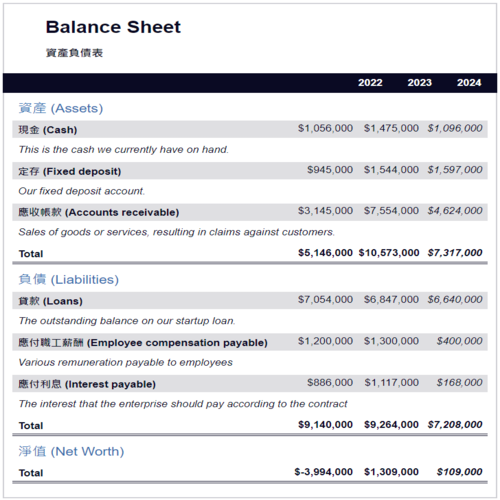 Balance Sheet
資產負債表
2022 2023 2024
資產 (Assets)
現金 (Cash) $1,056,000 $1,475,000 $1,096,000
This is the cash we currently have on hand.
定存 (Fixed deposit) $945,000 $1,544,000 $1,597,000
Our fixed deposit account.
應收帳款 (Accounts receivable) $3,145,000 $7,554,000 $4,624,000
Sales of goods or services, resulting in claims against customers.
Total $5,146,000 $10,573,000 $7,317,000
負債 (Liabilities)
貸款 (Loans) $7,054,000 $6,847,000 $6,640,000
The outstanding balance on our startup loan.
應付職工薪酬 (Employee compensation payable) $1,200,000 $1,300,000 $400,000
Various remuneration payable to employees
應付利息 (Interest payable) $886,000 $1,117,000 $168,000
The interest that the enterprise should pay according to the contract
Total $9,140,000 $9,264,000 $7,208,000
淨值 (Net Worth)
Total $-3,994,000 $1,309,000 $109,000